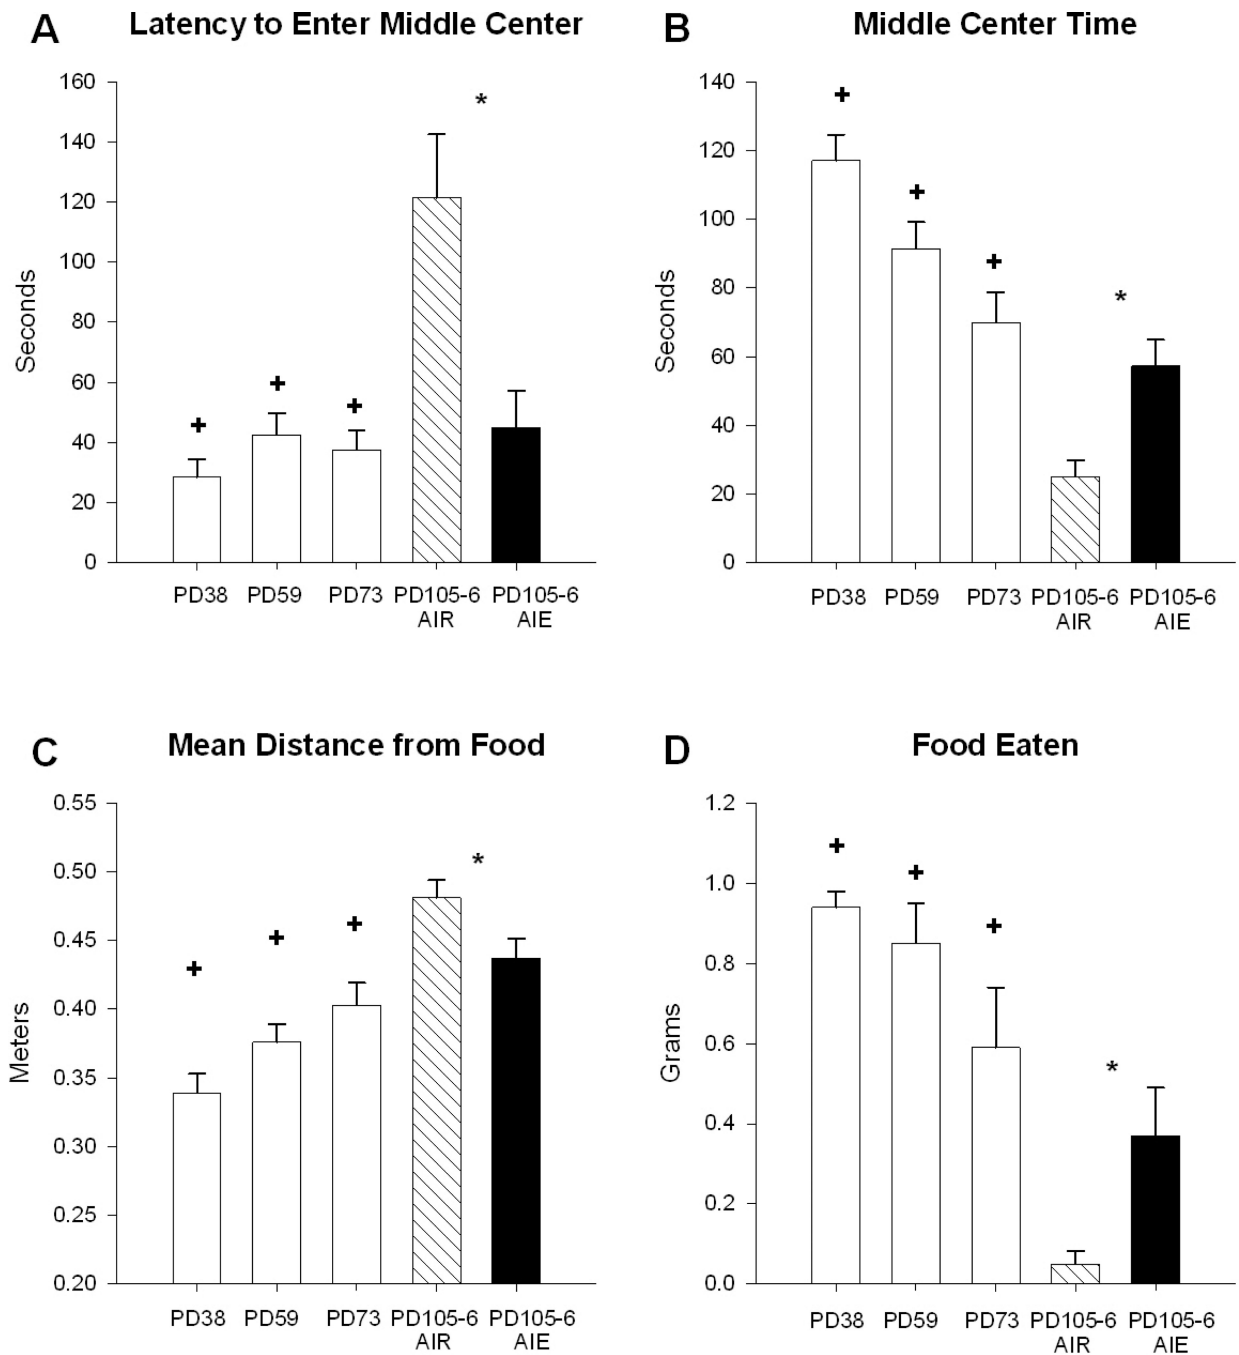 A Latency to Enter Middle Center
160
*
140
120
100
80
60
40
20
0
Seconds
+ + +
PD38 PD59 PD73 PD105-6 PD105-6
AIR AIE
B Middle Center Time
140
+
120
+
100
+
80
*
60
40
20
0
Seconds
PD38 PD59 PD73 PD105-6 PD105-6
AIR AIE
C Mean Distance from Food
0.55
0.50
*
0.45
0.40
0.35
0.30
0.25
0.20
Meters
+ + +
PD38 PD59 PD73 PD105-6 PD105-6
AIR AIE
D Food Eaten
1.2
+
1.0
+
+
0.8
0.6
*
0.4
0.2
0.0
Grams
PD38 PD59 PD73 PD105-6 PD105-6
AIR AIE